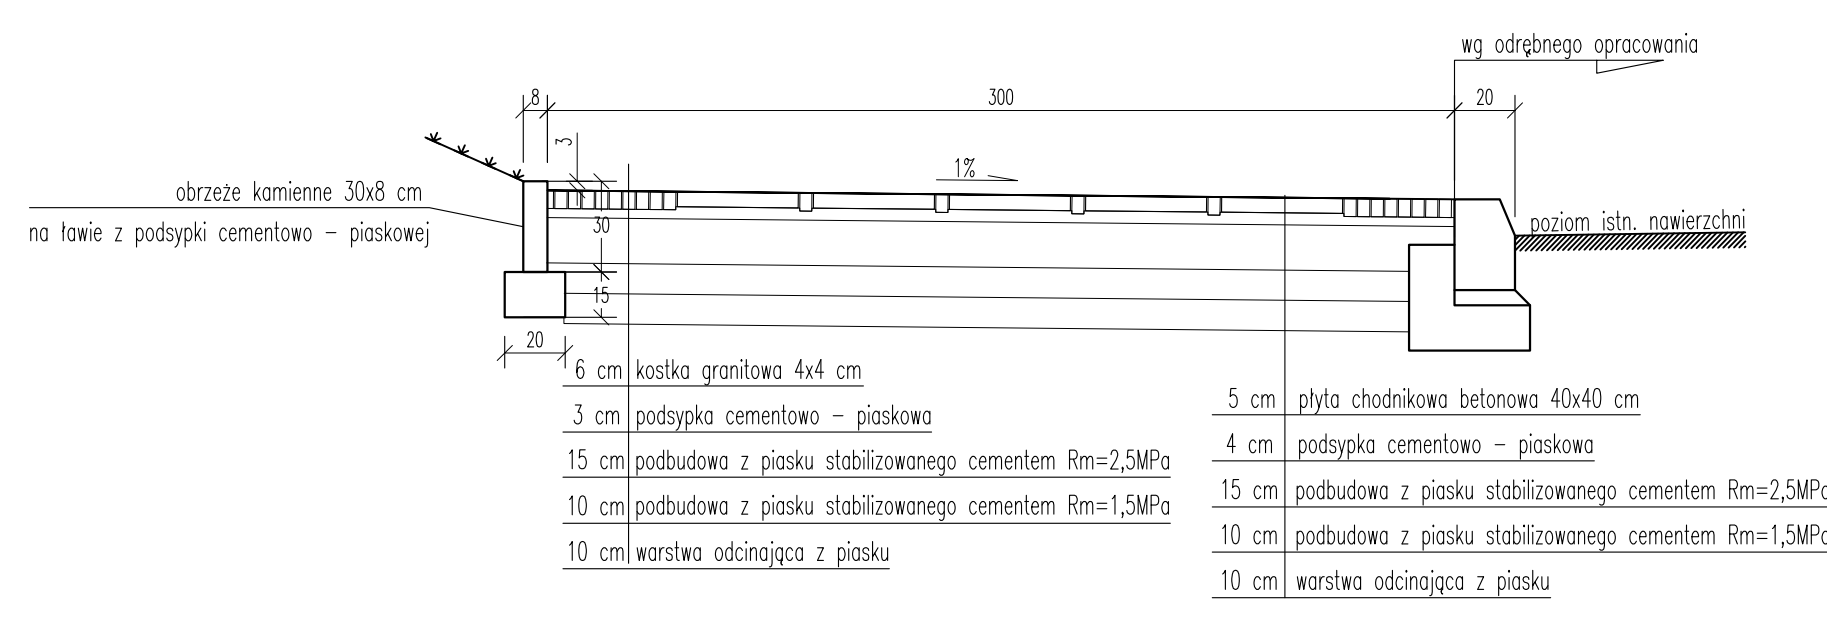 wg odrębnego opracowania
8
300
20
3
1%
obrzeże kamienne 30x8 cm
na ławie z podsypki cementowo – piaskowej
30
poziom istn. nawierzchni
15
20
6 cm kostka granitowa 4x4 cm
3 cm podsypka cementowo – piaskowa
15 cm podbudowa z piasku stabilizowanego cementem Rm=2,5MPa
10 cm podbudowa z piasku stabilizowanego cementem Rm=1,5MPa
10 cm warstwa odcinająca z piasku
5 cm płyta chodnikowa betonowa 40x40 cm
4 cm podsypka cementowo – piaskowa
15 cm podbudowa z piasku stabilizowanego cementem Rm=2,5MPa
10 cm podbudowa z piasku stabilizowanego cementem Rm=1,5MPa
10 cm warstwa odcinająca z piasku